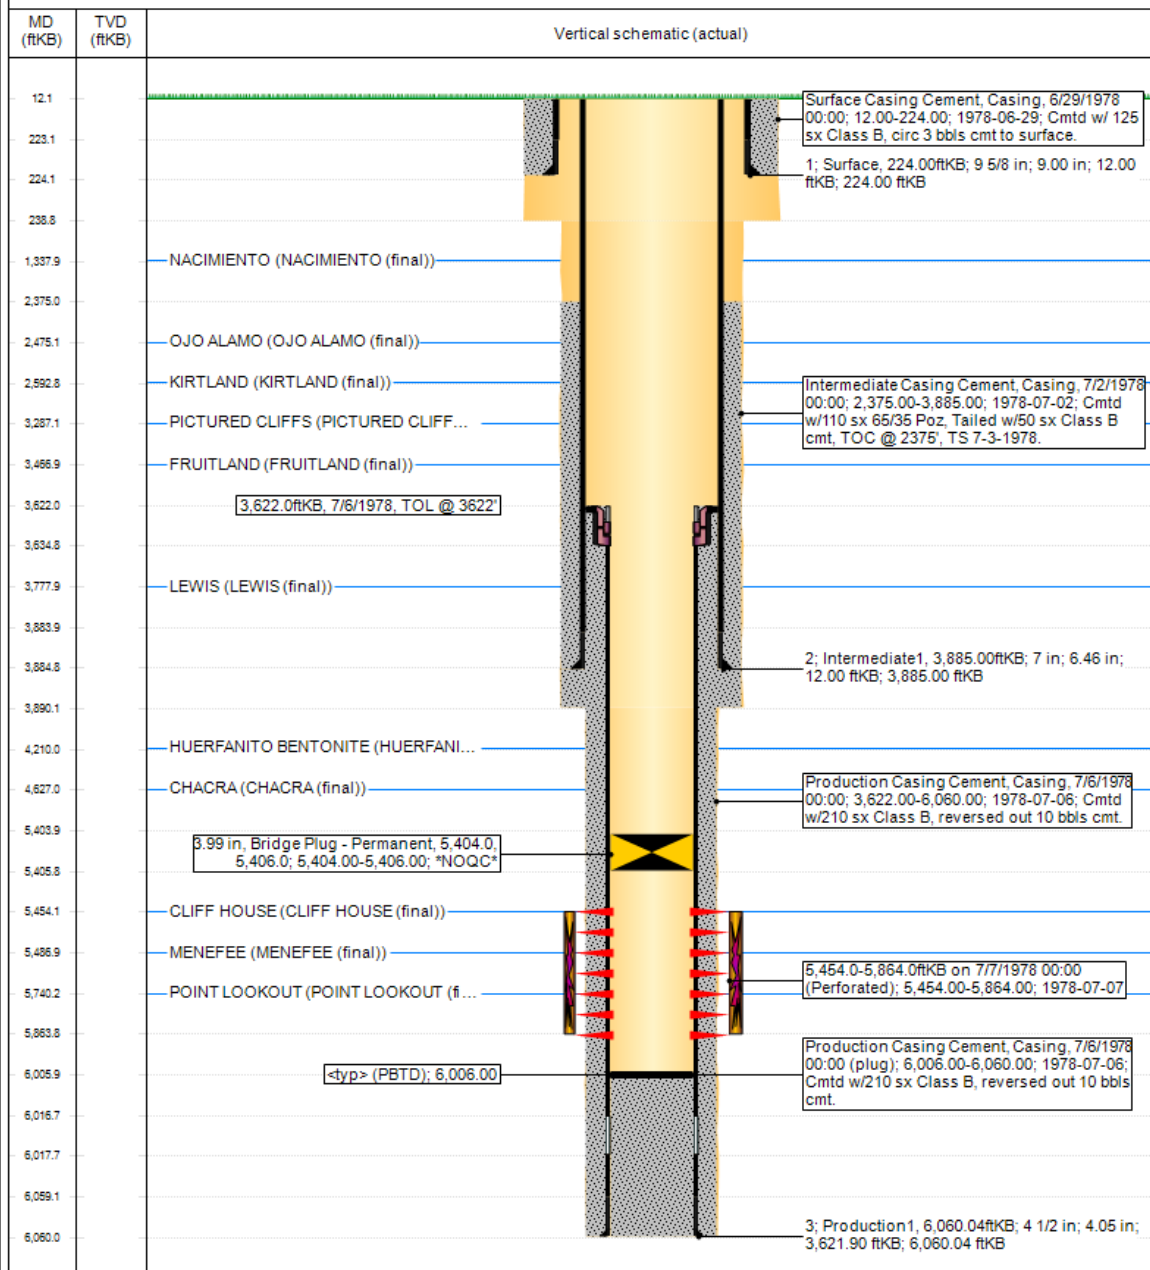 MD
(ftKB)
TVD
(ftKB)
Vertical schematic (actual)
12.1
Surface Casing Cement, Casing, 6/29/1978
00:00; 12.00-224.00; 1978-06-29; Cmtd w/ 125
sx Class B, circ 3 bbls cmt to surface.
223.1
1; Surface, 224.00ftKB; 9 5/8 in; 9.00 in; 12.00
ftKB; 224.00 ftKB
224.1
238.8
1,337.9
NACIMIENTO (NACIMIENTO (final))
2,375.0
2,475.1
OJO ALAMO (OJO ALAMO (final))
2,592.8
KIRTLAND (KIRTLAND (final))
Intermediate Casing Cement, Casing, 7/2/1978
00:00; 2,375.00-3,885.00; 1978-07-02; Cmtd
w/110 sx 65/35 Poz, Tailed w/50 sx Class B
cmt, TOC @ 2375', TS 7-3-1978.
3,287.1
PICTURED CLIFFS (PICTURED CLIFF...
3,466.9
FRUITLAND (FRUITLAND (final))
3,622.0
3,622.0ftKB, 7/6/1978, TOL @ 3622'
3,634.8
3,777.9
LEWIS (LEWIS (final))
3,883.9
3,884.8
2; Intermediate1, 3,885.00ftKB; 7 in; 6.46 in;
12.00 ftKB; 3,885.00 ftKB
3,890.1
4,210.0
HUERFANITO BENTONITE (HUERFANI...
4,627.0
CHACRA (CHACRA (final))
Production Casing Cement, Casing, 7/6/1978
00:00; 3,622.00-6,060.00; 1978-07-06; Cmtd
w/210 sx Class B, reversed out 10 bbls cmt.
5,403.9
3.99 in, Bridge Plug - Permanent, 5,404.0,
5,406.0; 5,404.00-5,406.00; *NOQC*
5,405.8
5,454.1
CLIFF HOUSE (CLIFF HOUSE (final))
5,486.9
MENEFEE (MENEFEE (final))
5,454.0-5,864.0ftKB on 7/7/1978 00:00
(Perforated); 5,454.00-5,864.00; 1978-07-07
5,740.2
POINT LOOKOUT (POINT LOOKOUT (fi...
5,863.8
Production Casing Cement, Casing, 7/6/1978
00:00 (plug); 6,006.00-6,060.00; 1978-07-06;
Cmtd w/210 sx Class B, reversed out 10 bbls
cmt.
6,005.9
<typ> (PBTD); 6,006.00
6,016.7
6,017.7
6,059.1
6,060.0
3; Production1, 6,060.04ftKB; 4 1/2 in; 4.05 in;
3,621.90 ftKB; 6,060.04 ftKB